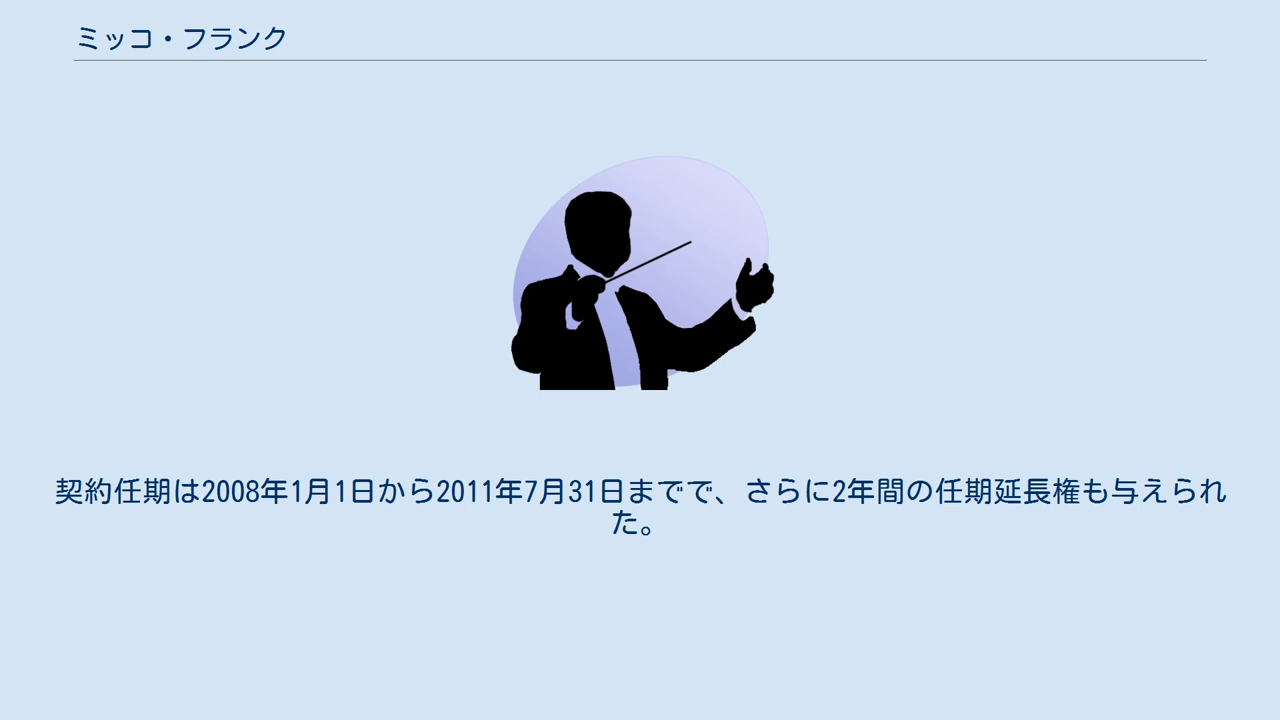 ミッコ・フランク
契約任期は2008年1月1日から2011年7月31日までで、さらに2年間の任期延長権も与えられ
た。